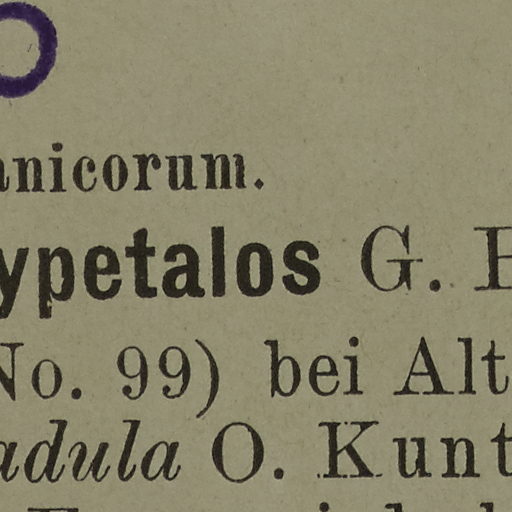 anicorum.
ypetalos G.
No. 99) bei Alt
adula O. Kunt